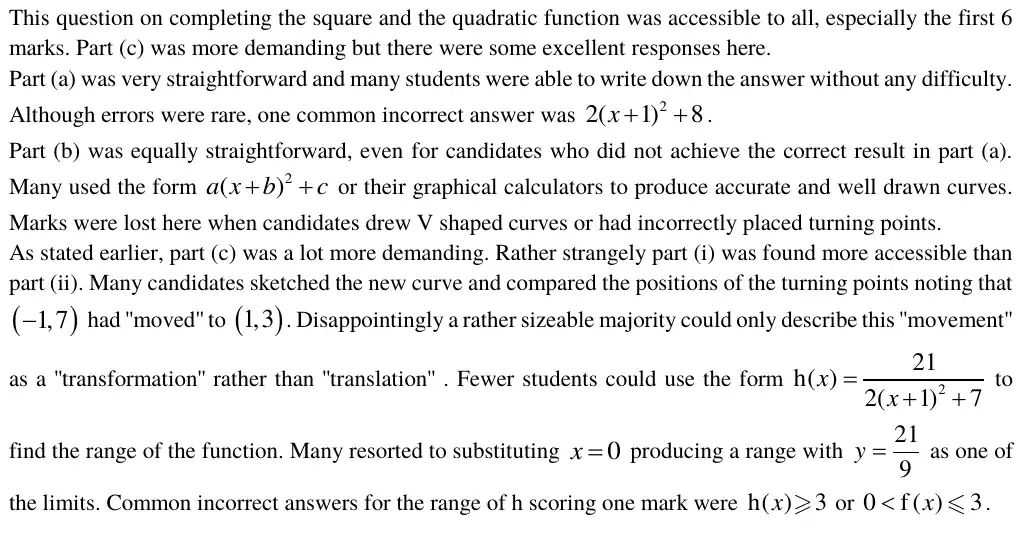 This question on completing the square and the quadratic function was accessible to all, especially the first 6
marks. Part (c) was more demanding but there were some excellent responses here.
Part (a) was very straightforward and many students were able to write down the answer without any difficulty.
Although errors were rare, one common incorrect answer was 2(x+1)² +8.
Part (b) was equally straightforward, even for candidates who did not achieve the correct result in part (a).
Many used the form a(x+b)² +c or their graphical calculators to produce accurate and well drawn curves.
Marks were lost here when candidates drew V shaped curves or had incorrectly placed turning points.
As stated earlier, part (c) was a lot more demanding. Rather strangely part (i) was found more accessible than
part (ii). Many candidates sketched the new curve and compared the positions of the turning points noting that
(−1,7) had "moved" to (1,3). Disappointingly a rather sizeable majority could only describe this "movement"
as a "transformation" rather than "translation" . Fewer students could use the form h(x) = 21/(2(x+1)² +7) to
find the range of the function. Many resorted to substituting x=0 producing a range with y = 21/9 as one of
the limits. Common incorrect answers for the range of h scoring one mark were h(x)⩾3 or 0<f(x)⩽3.